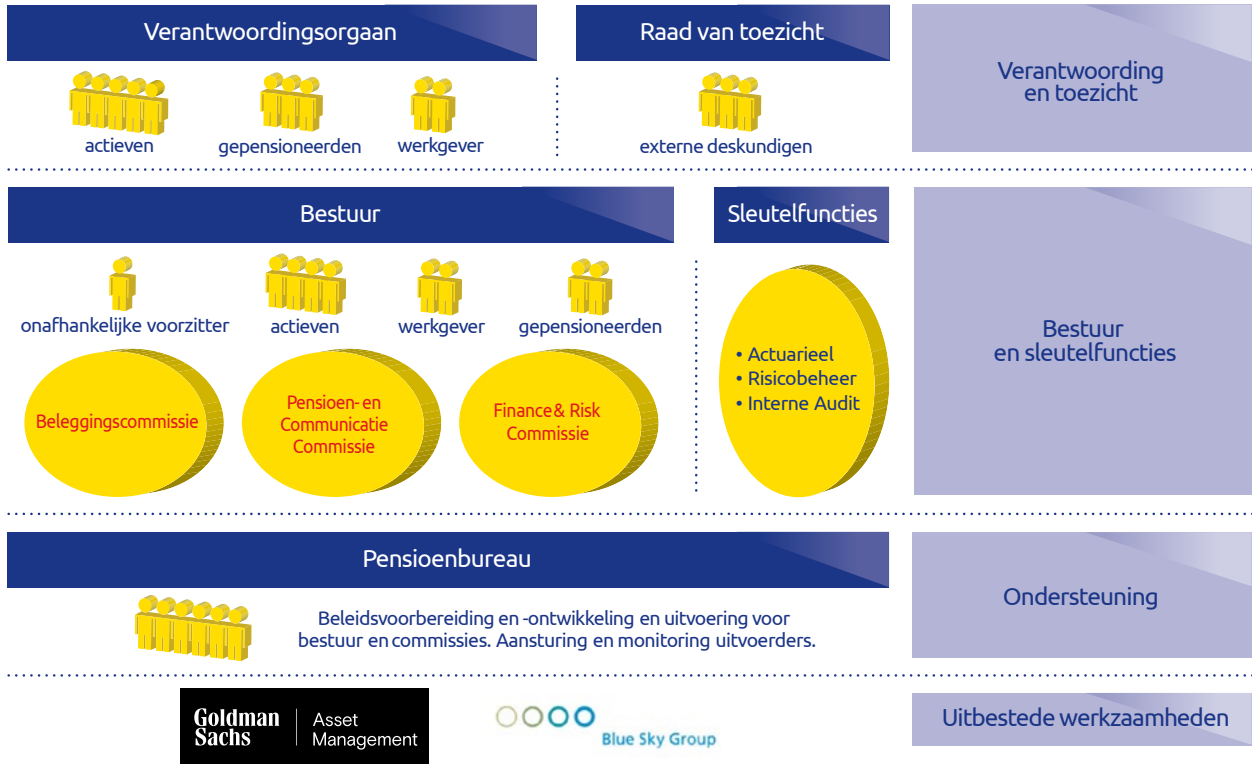 Verantwoordingsorgaan
Raad van toezicht
Verantwoording
en toezicht
actieven
gepensioneerden
werkgever
externe deskundigen
Bestuur
Sleutelfuncties
Bestuur
en sleutelfuncties
onafhankelijke voorzitter
actieven
werkgever
gepensioneerden
Beleggingscommissie
Pensioen- en
Communicatie
Commissie
Finance & Risk
Commissie
• Actuarieel
• Risicobeheer
• Interne Audit
Pensioenbureau
Ondersteuning
Beleidsvoorbereiding en -ontwikkeling en uitvoering voor
bestuur en commissies. Aansturing en monitoring uitvoerders.
Goldman
Sachs
Asset
Management
Blue Sky Group
Uitbestede werkzaamheden